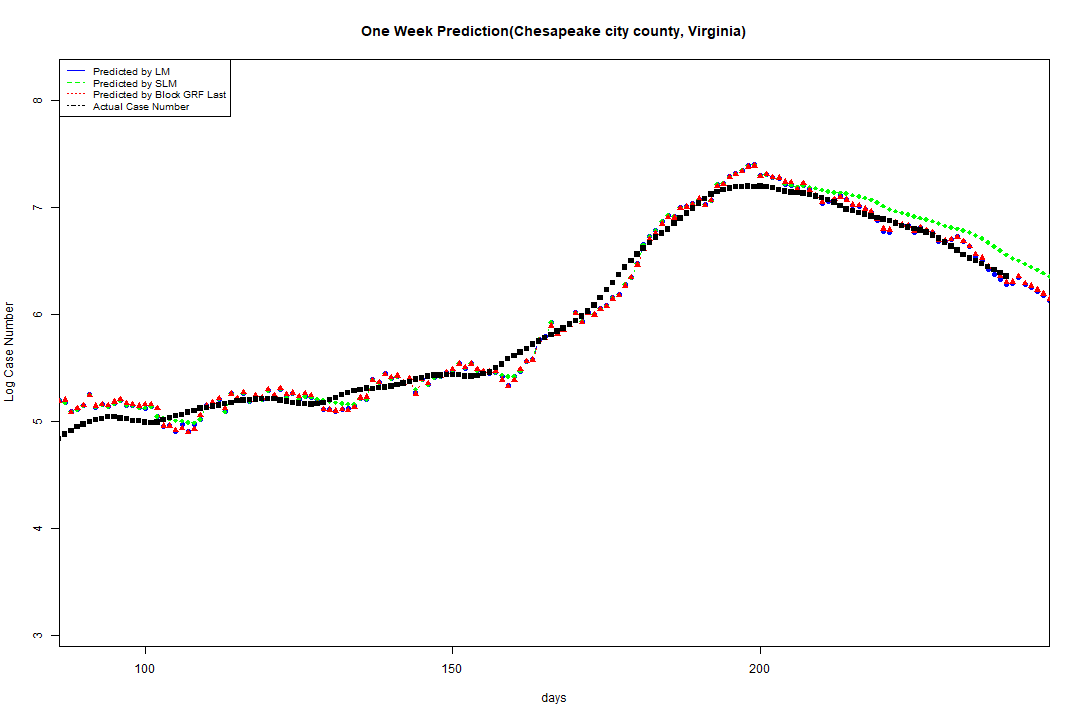 One Week Prediction(Chesapeake city county, Virginia)
Predicted by LM
Predicted by SLM
Predicted by Block GRF Last
Actual Case Number
8
7
6
5
4
3
Log Case Number
100 150 200
days